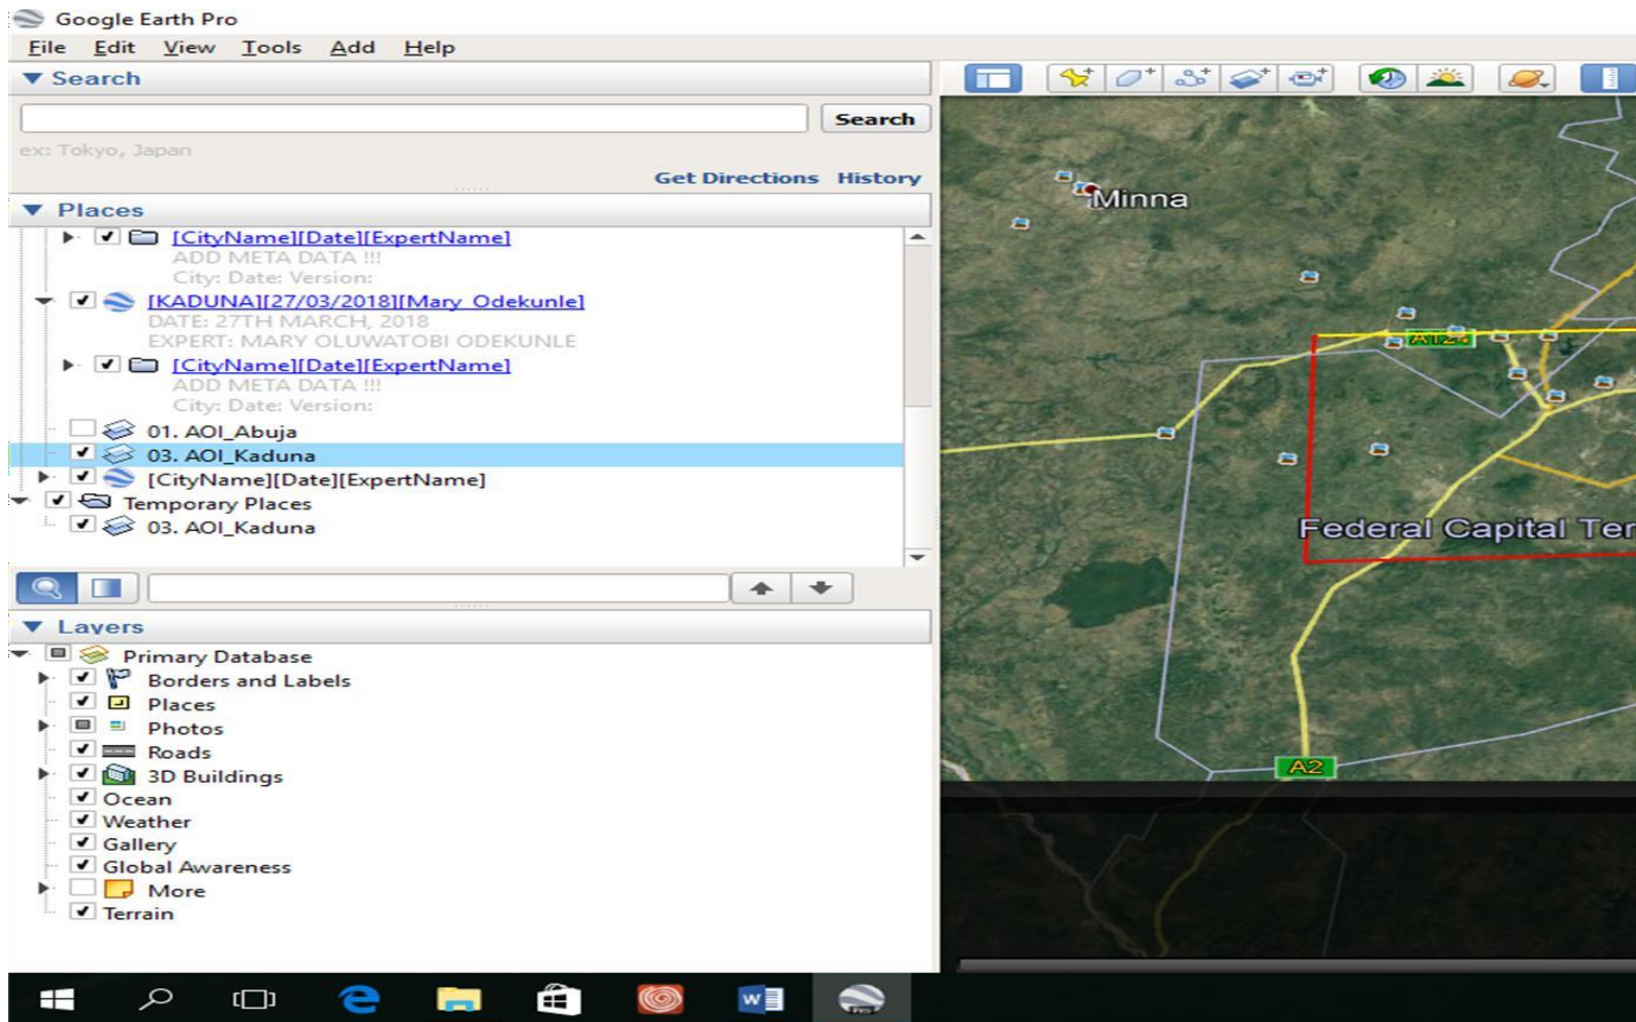 Google Earth Pro
File Edit View Tools Add Help
Search
Search
ex: Tokyo, Japan
Get Directions History
Places
[CityName][Date][ExpertName]
ADD META DATA !!!
City: Date: Version:
[KADUNA][27/03/2018][Mary_Odekunle]
DATE: 27TH MARCH, 2018
EXPERT: MARY OLUWATOBI ODEKUNLE
[CityName][Date][ExpertName]
ADD META DATA !!!
City: Date: Version:
01. AOI_Abuja
03. AOI_Kaduna
[CityName][Date][ExpertName]
Temporary Places
03. AOI_Kaduna
Layers
Primary Database
Borders and Labels
Places
Photos
Roads
3D Buildings
Ocean
Weather
Gallery
Global Awareness
More
Terrain
Minna
A124
Federal Capital Ter
A2